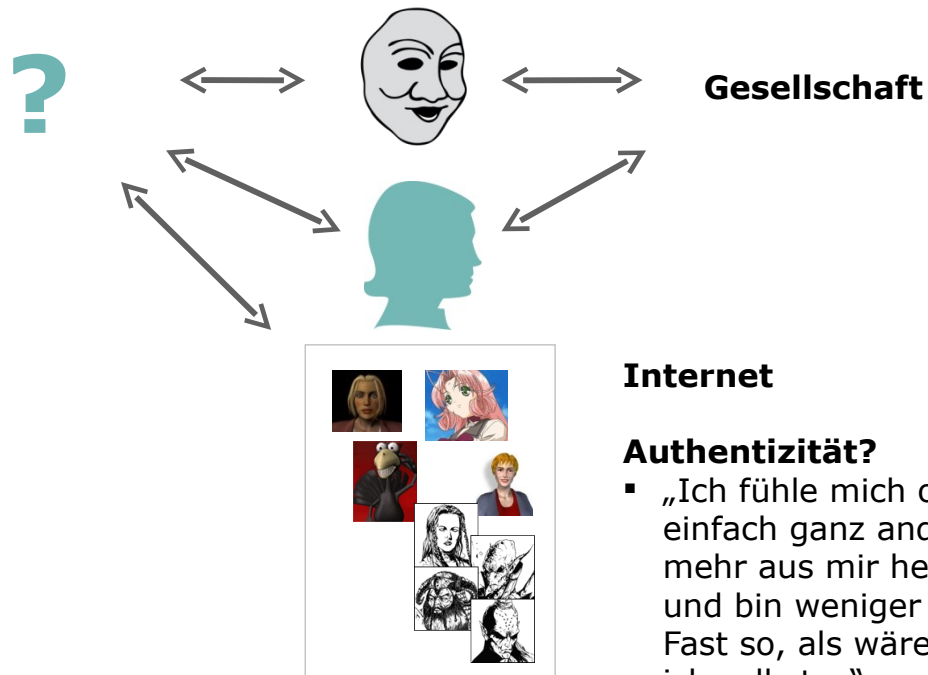 ?
Gesellschaft
Internet
Authentizität?
▪ „Ich fühle mich
einfach ganz
mehr aus mir
und bin weniger
Fast so, als wäre